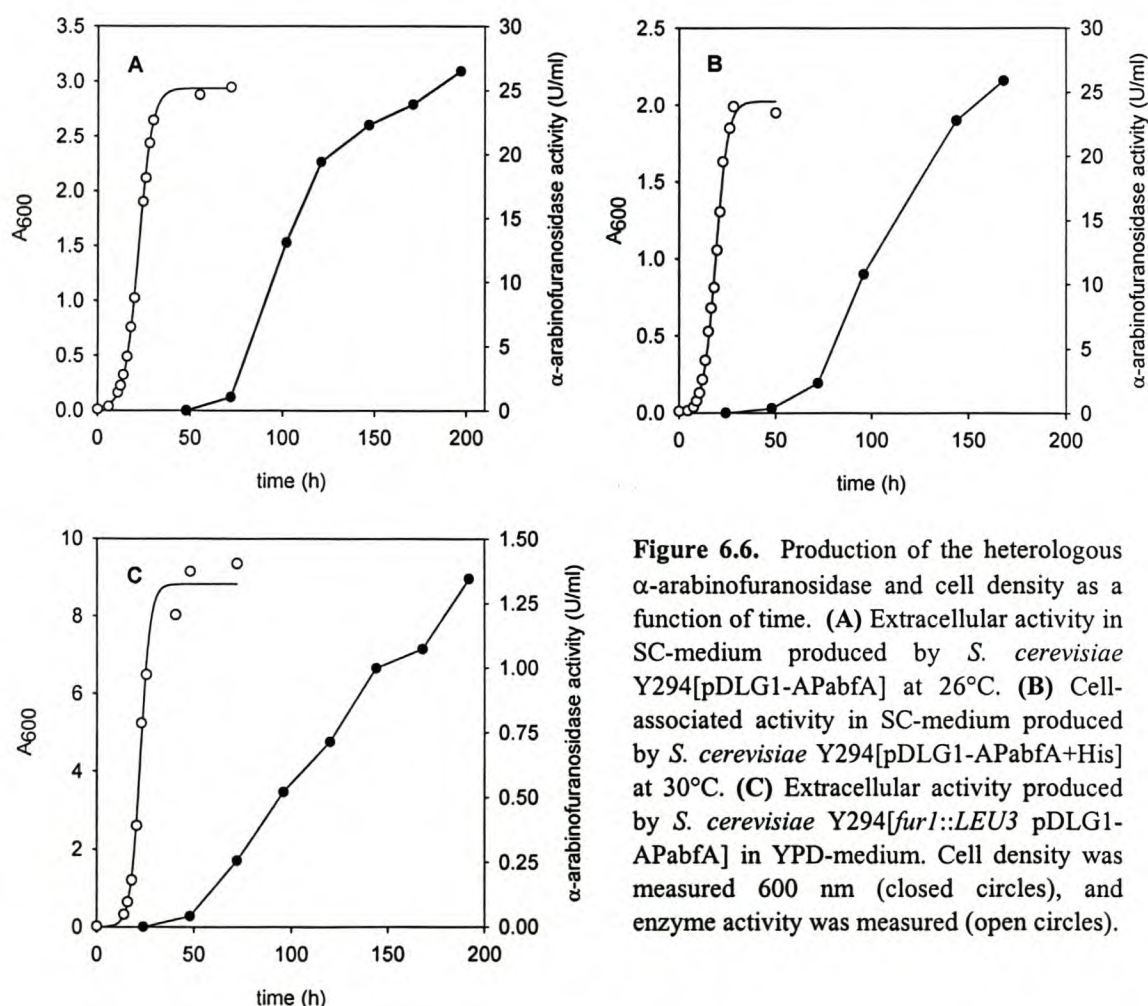 A
3.5
3.0
2.5
2.0
1.5
1.0
0.5
0.0
A600
30
25
20
15
10
5
0
α-arabinofuranosidase activity (U/ml)
0 50 100 150 200
time (h)
B
2.5
2.0
1.5
1.0
0.5
0.0
A600
30
25
20
15
10
5
0
α-arabinofuranosidase activity (U/ml)
0 50 100 150 200
time (h)
C
10
8
6
4
2
0
A600
1.50
1.25
1.00
0.75
0.50
0.25
0.00
α-arabinofuranosidase activity (U/ml)
0 50 100 150 200
time (h)
Figure 6.6. Production of the heterologous
α-arabinofuranosidase and cell density as a
function of time. (A) Extracellular activity in
SC-medium produced by S. cerevisiae
Y294[pDLG1-APabfA] at 26°C. (B) Cell-
associated activity in SC-medium produced
by S. cerevisiae Y294[pDLG1-APabfA+His]
at 30°C. (C) Extracellular activity produced
by S. cerevisiae Y294[fur1::LEU3 pDLG1-
APabfA] in YPD-medium. Cell density was
measured 600 nm (closed circles), and
enzyme activity was measured (open circles).